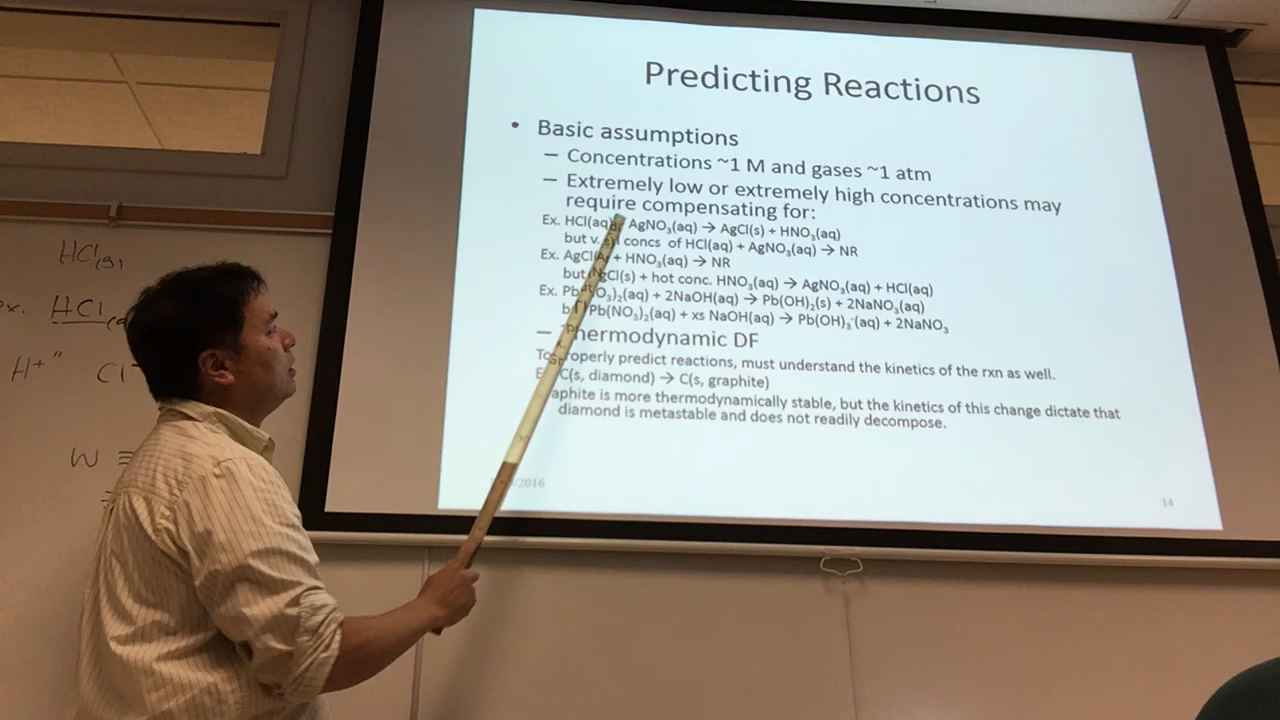 Predicting Reactions
• Basic assumptions
– Concentrations ~1 M and gases ~1 atm
– Extremely low or extremely high concentrations may
require compensating for:
Ex. HCl(aq) AgNO₃(aq) → AgCl(s) + HNO₃(aq)
but v. concs of HCl(aq) + AgNO₃(aq) → NR
Ex. AgCl + HNO₃(aq) → NR
but AgCl(s) + hot conc. HNO₃(aq) → AgNO₃(aq) + HCl(aq)
Ex. Pb O₃)₂(aq) + 2NaOH(aq) → Pb(OH)₂(s) + 2NaNO₃(aq)
Pb(NO₃)₂(aq) + xs NaOH(aq) → Pb(OH)₃⁻(aq) + 2NaNO₃
– Thermodynamic DF
To properly predict reactions, must understand the kinetics of the rxn as well.
C(s, diamond) → C(s, graphite)
aphite is more thermodynamically stable, but the kinetics of this change dictate that
diamond is metastable and does not readily decompose.
/2016
14
HCl(g)
x. HCl
H+ " Cl
W ≡